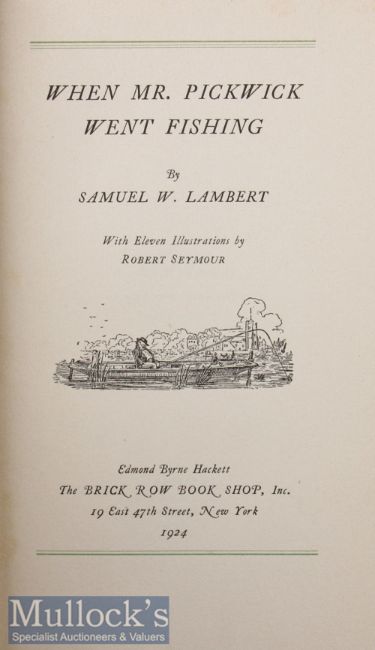 WHEN MR. PICKWICK
WENT FISHING
By
SAMUEL W. LAMBERT
With Eleven Illustrations by
ROBERT SEYMOUR
Edmond Byrne Hackett
The BRICK ROW BOOK SHOP, Inc.
19 East 47th Street, New York
1924
Mullock's
Specialist Auctioneers & Valuers